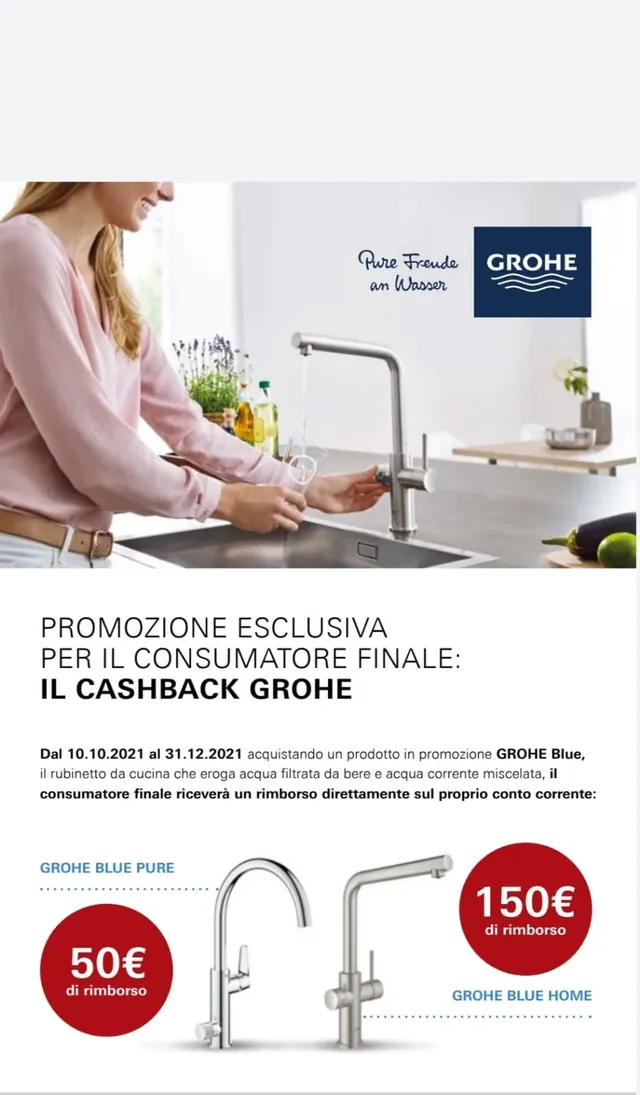 Pure Freude
an Wasser
GROHE
PROMOZIONE ESCLUSIVA
PER IL CONSUMATORE FINALE:
IL CASHBACK GROHE
Dal 10.10.2021 al 31.12.2021 acquistando un prodotto in promozione GROHE Blue,
il rubinetto da cucina che eroga acqua filtrata da bere e acqua corrente miscelata, il
consumatore finale riceverà un rimborso direttamente sul proprio conto corrente:
GROHE BLUE PURE
50€
di rimborso
150€
di rimborso
GROHE BLUE HOME